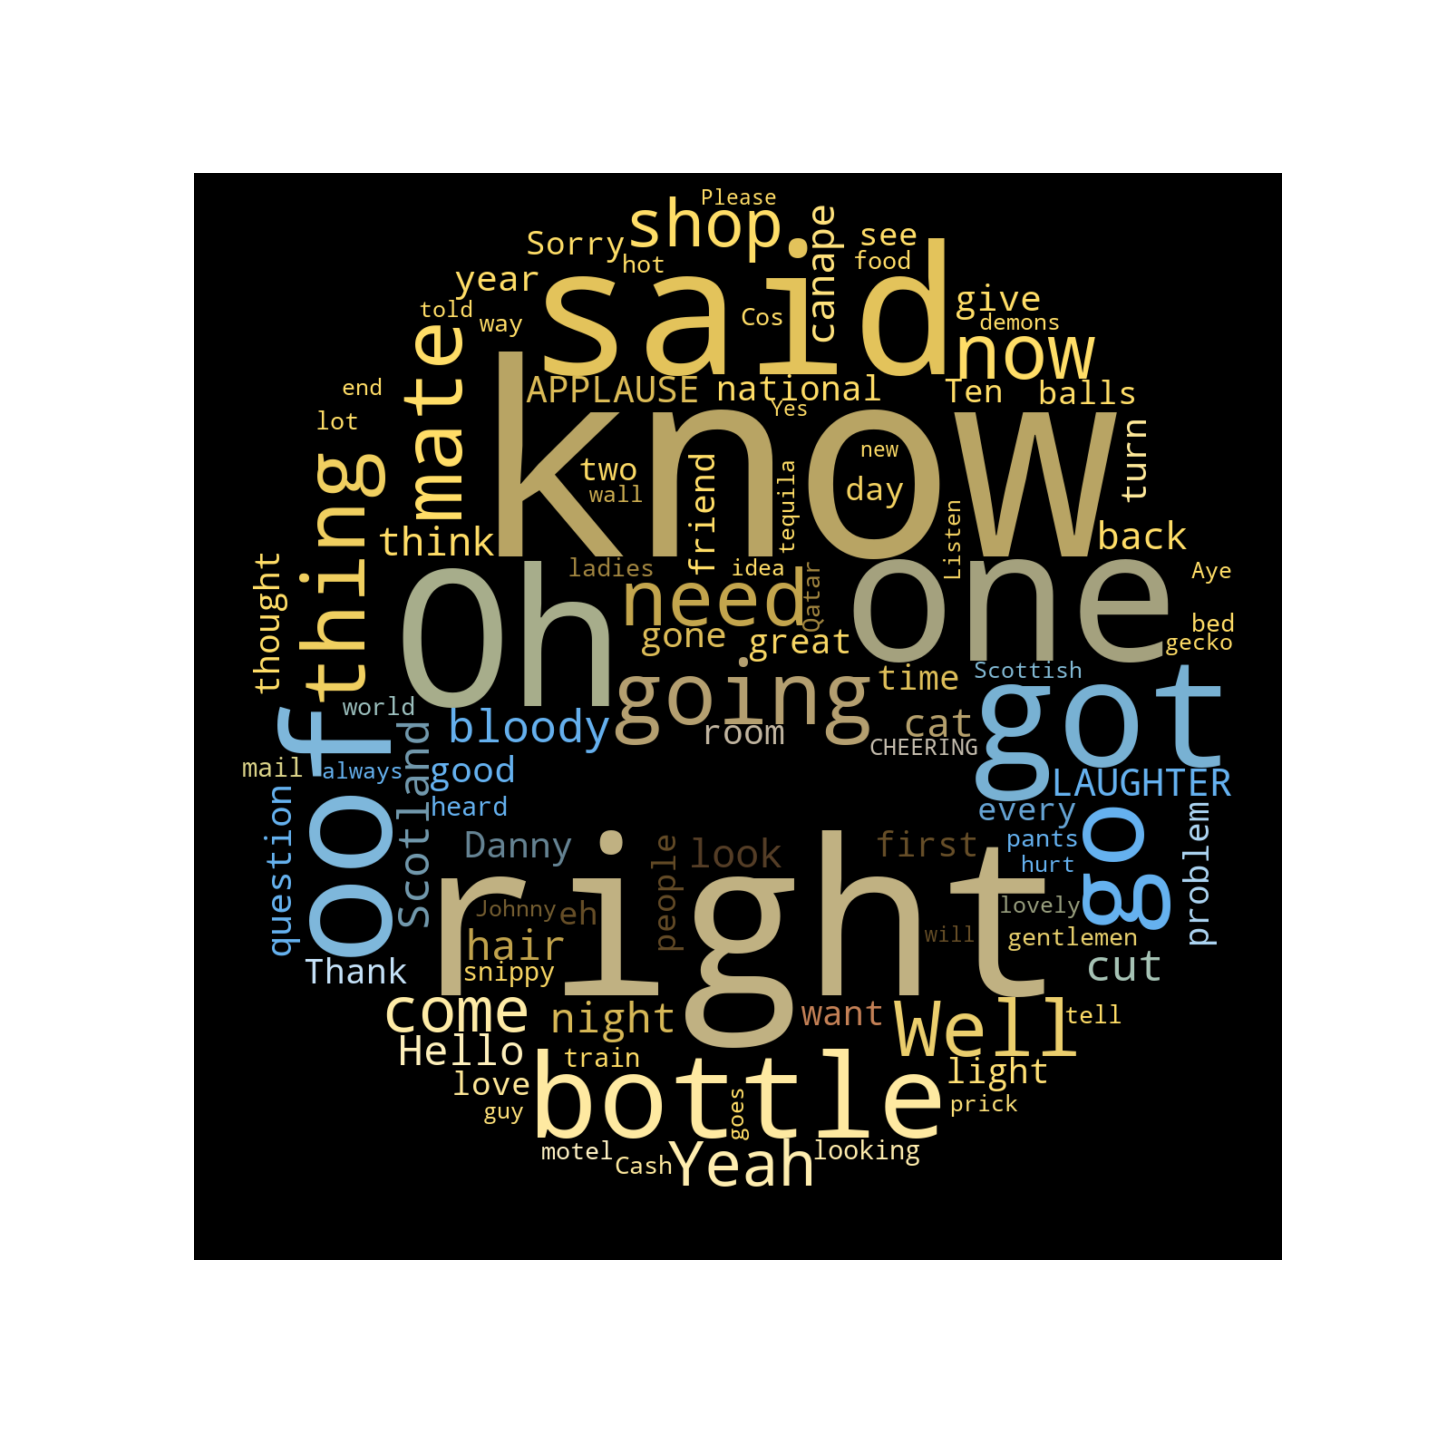 Please
shop
Sorry
said
canape
see
hot
food
year
give
told
way
Cos
demons
mate
now
know
end
APPLAUSE
national
Yes
Ten
balls
lot
turn
thing
two
wall
friend
tequila
new
day
Listen
think
back
thought
Oh
ladies
idea
need
Qatar
one
Aye
gone
great
bed
gecko
going
time
Scottish
got
world
bloody
room
cat
CHEERING
oof
Scotland
mail
always
good
LAUGHTER
heard
every
go
question
Danny
people
look
first
pants
hurt
problem
right
Johnny
eh
lovely
hair
will
gentlemen
Thank
snippy
cut
come
night
want
Well
tell
Hello
train
bottle
light
love
guy
goes
prick
motel
Cash
Yeah
looking